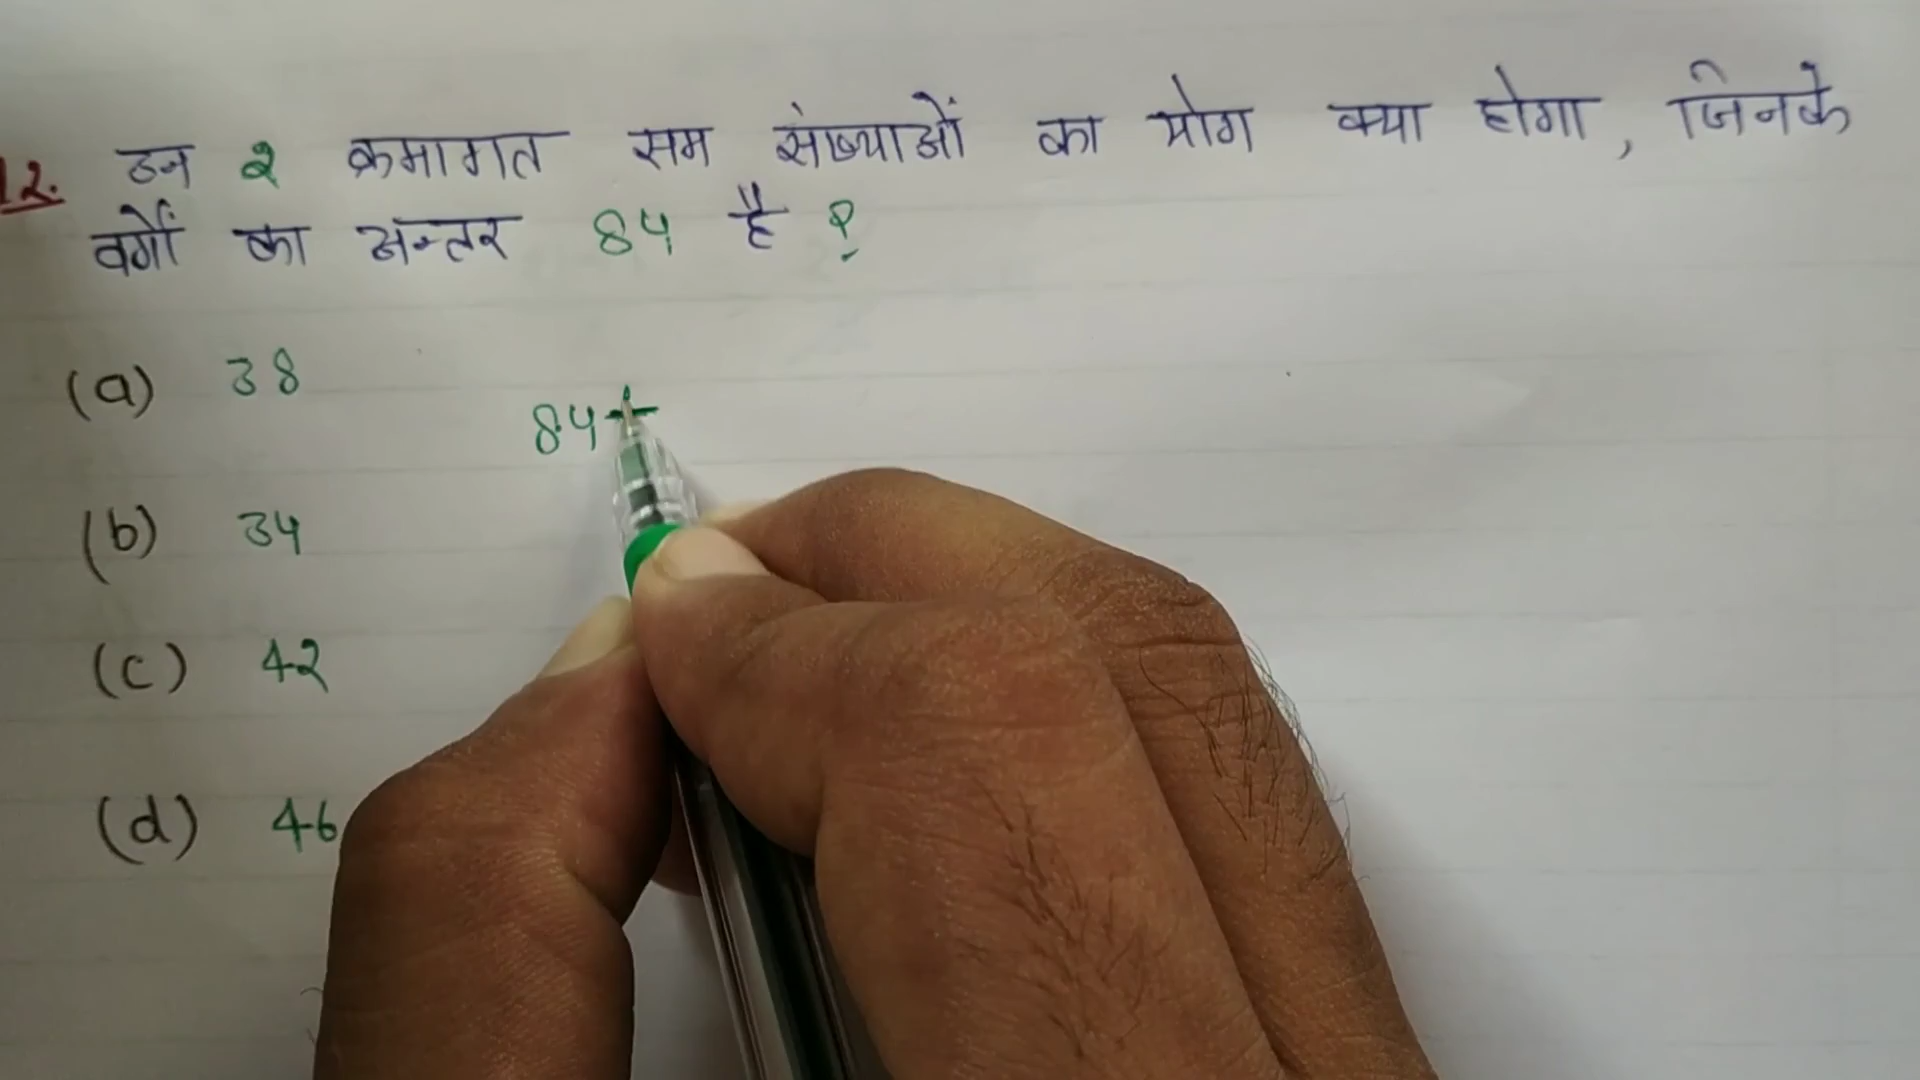 12. उन 2 क्रमागत सम संख्याओं का योग क्या होगा, जिनके
वर्गों का अन्तर 84 है ?
(a) 38
84
(b) 34
(c) 42
(d) 46